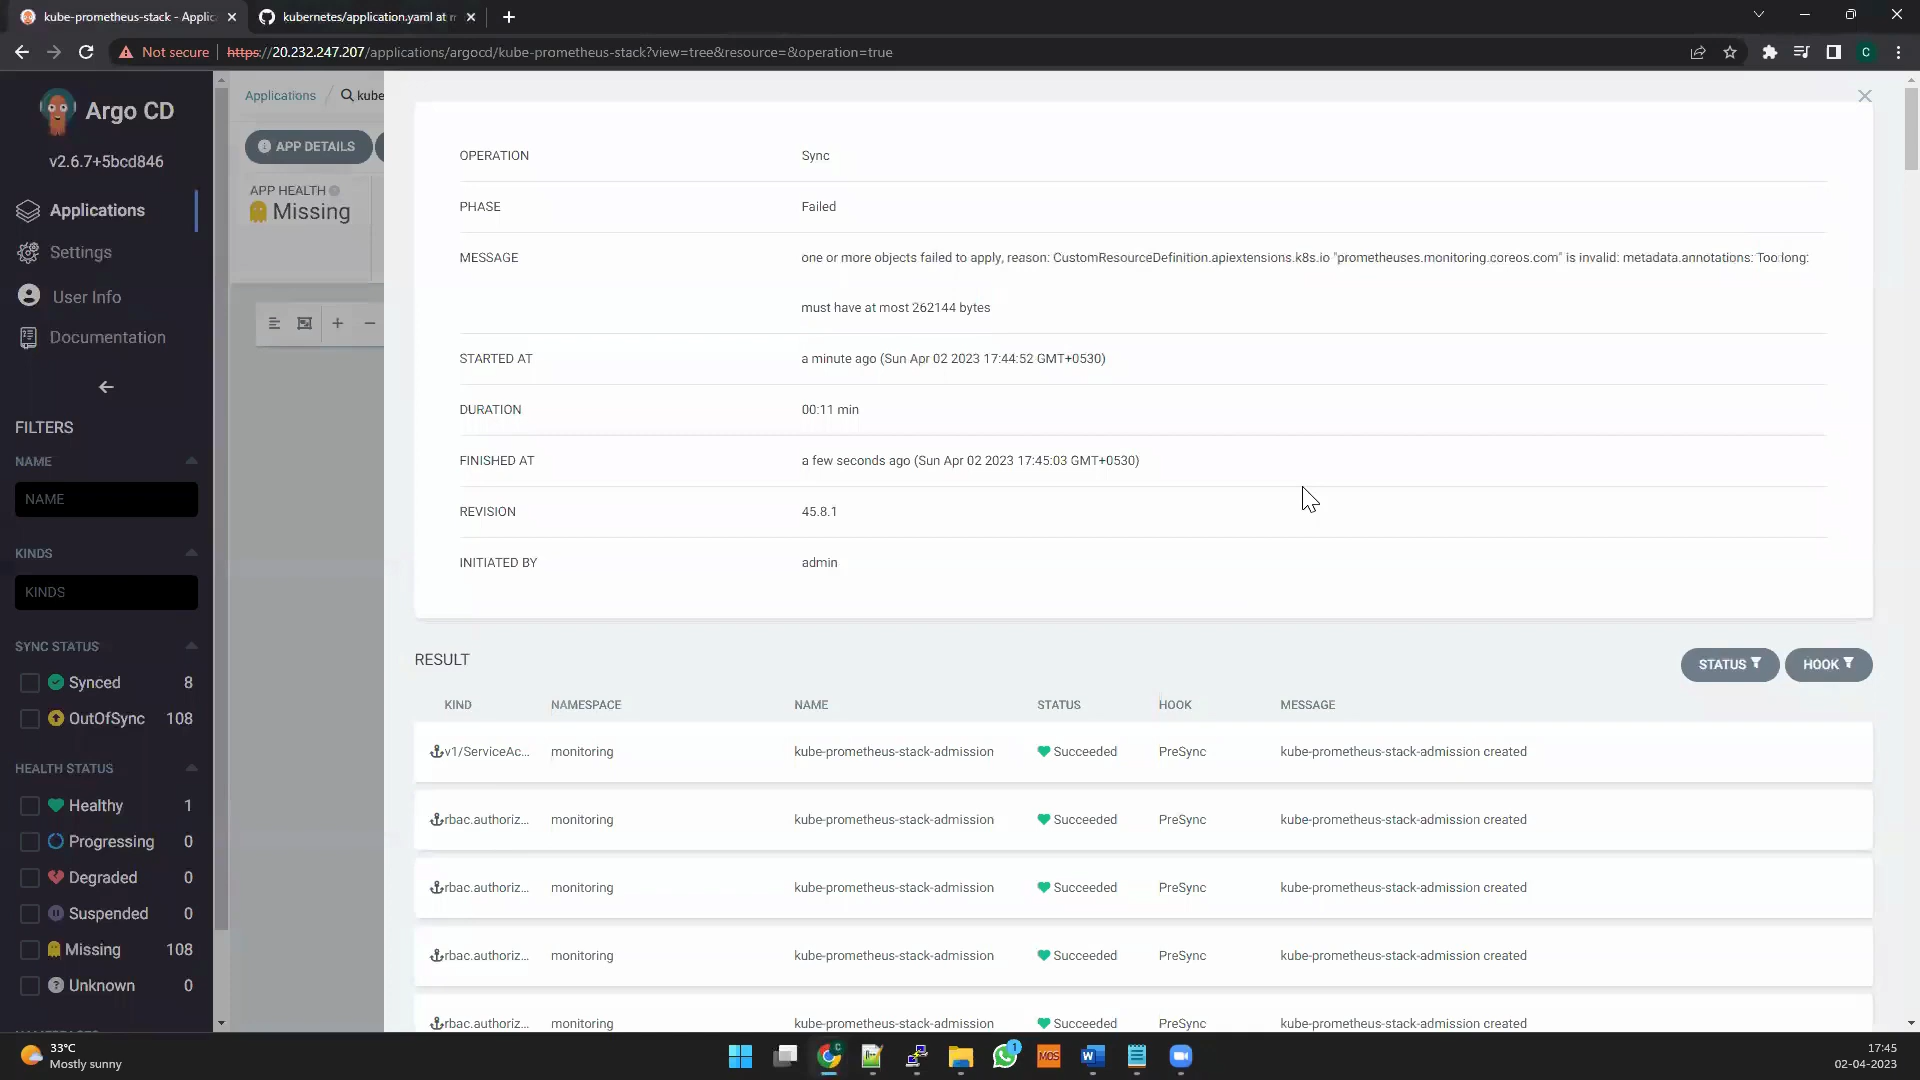 kube-prometheus-stack - Applic
kubernetes/application.yaml at m
Not secure
https://20.232.247.207/applications/argocd/kube-prometheus-stack?view=tree&resource=&operation=true
C
Argo CD
v2.6.7+5bcd846
Applications
Settings
User Info
Documentation
FILTERS
NAME
NAME
KINDS
KINDS
SYNC STATUS
Synced 8
OutOfSync 108
HEALTH STATUS
Healthy 1
Progressing 0
Degraded 0
Suspended 0
Missing 108
Unknown 0
Applications / kube
APP DETAILS
APP HEALTH
Missing
OPERATION Sync
PHASE Failed
MESSAGE one or more objects failed to apply, reason: CustomResourceDefinition.apiextensions.k8s.io "prometheuses.monitoring.coreos.com" is invalid: metadata.annotations: Too long:
must have at most 262144 bytes
STARTED AT a minute ago (Sun Apr 02 2023 17:44:52 GMT+0530)
DURATION 00:11 min
FINISHED AT a few seconds ago (Sun Apr 02 2023 17:45:03 GMT+0530)
REVISION 45.8.1
INITIATED BY admin
RESULT
STATUS HOOK
KIND NAMESPACE NAME STATUS HOOK MESSAGE
v1/ServiceAc... monitoring kube-prometheus-stack-admission Succeeded PreSync kube-prometheus-stack-admission created
rbac.authoriz... monitoring kube-prometheus-stack-admission Succeeded PreSync kube-prometheus-stack-admission created
rbac.authoriz... monitoring kube-prometheus-stack-admission Succeeded PreSync kube-prometheus-stack-admission created
rbac.authoriz... monitoring kube-prometheus-stack-admission Succeeded PreSync kube-prometheus-stack-admission created
rbac.authoriz... monitoring kube-prometheus-stack-admission Succeeded PreSync kube-prometheus-stack-admission created
33°C
Mostly sunny
1
MOS
17:45
02-04-2023